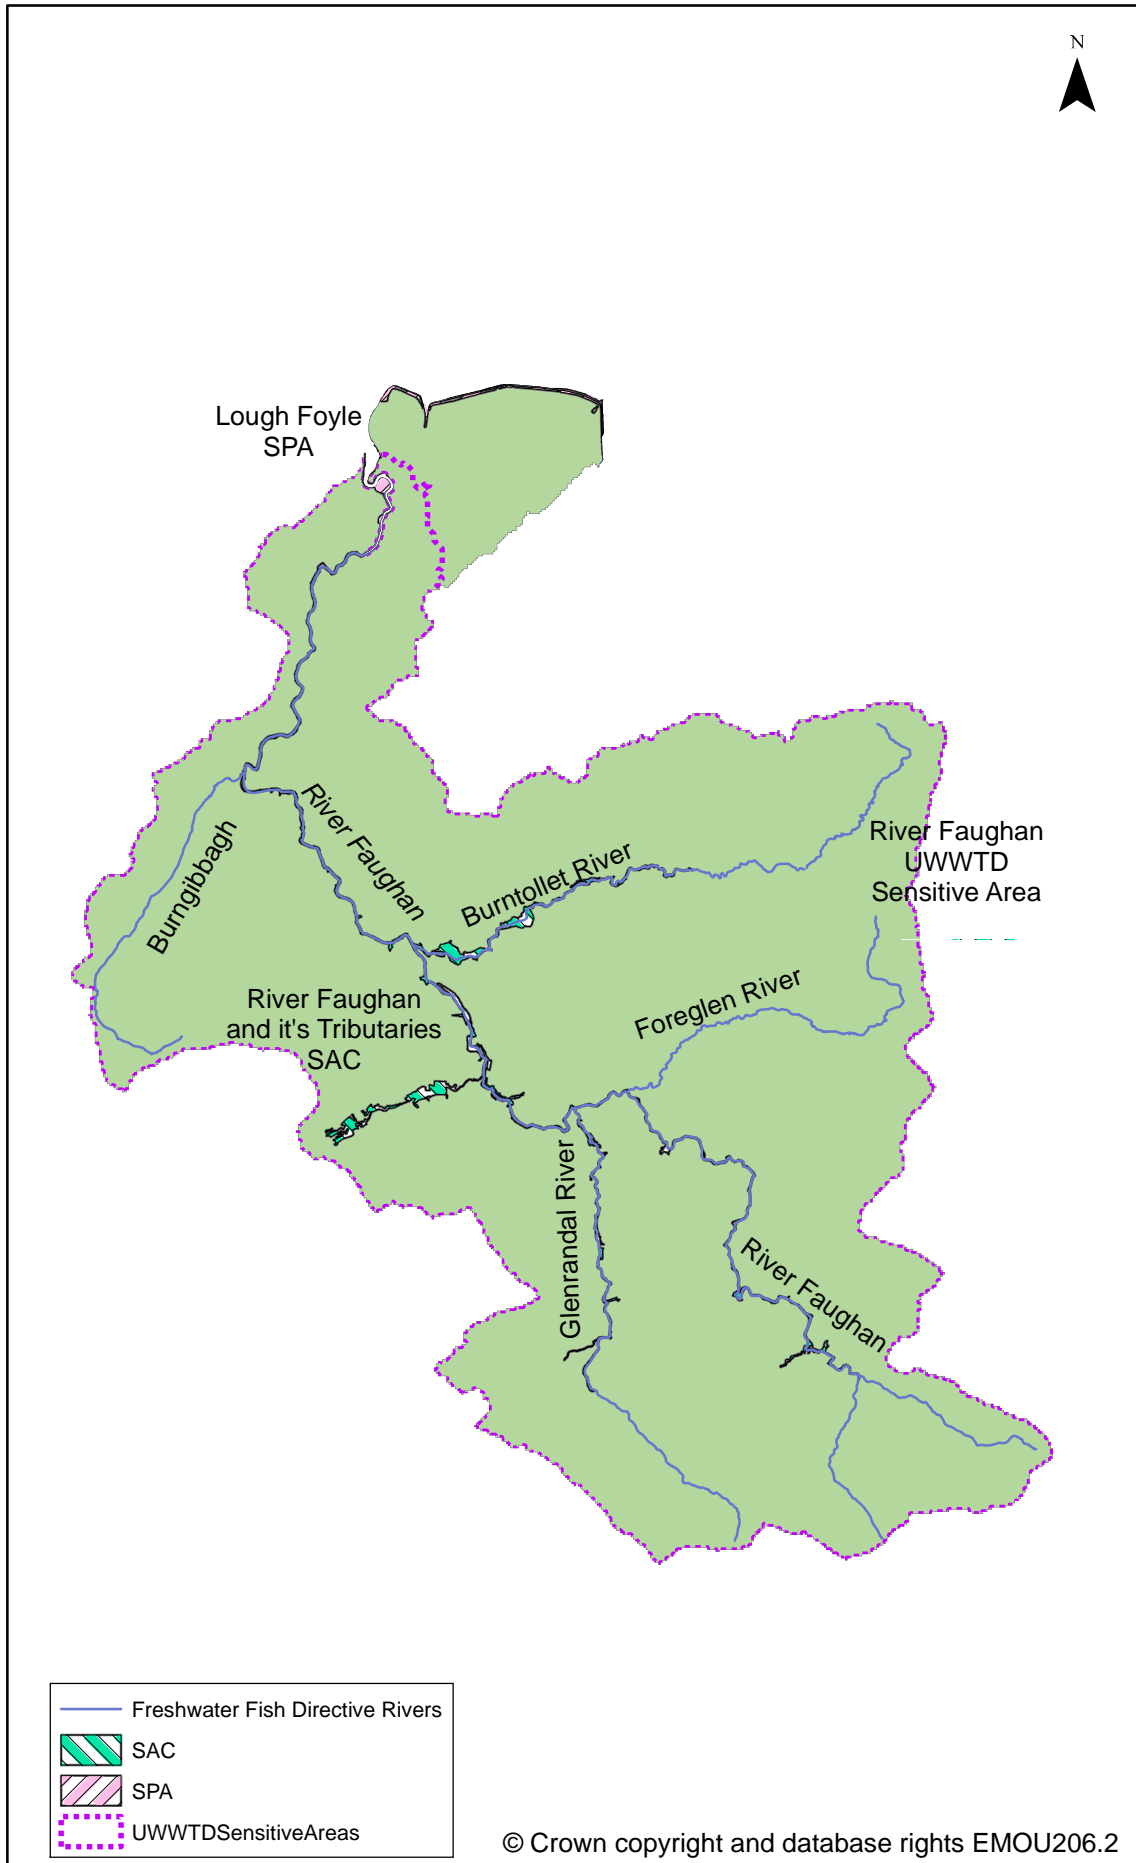 N
Lough Foyle
SPA
River Faughan
Burngibbagh
Burntollet River
River Faughan
UWWTD
Sensitive Area
River Faughan
and it's Tributaries
SAC
Foreglen River
Glenrandal River
River Faughan
Freshwater Fish Directive Rivers
SAC
SPA
UWWTDSensitiveAreas
© Crown copyright and database rights EMOU206.2